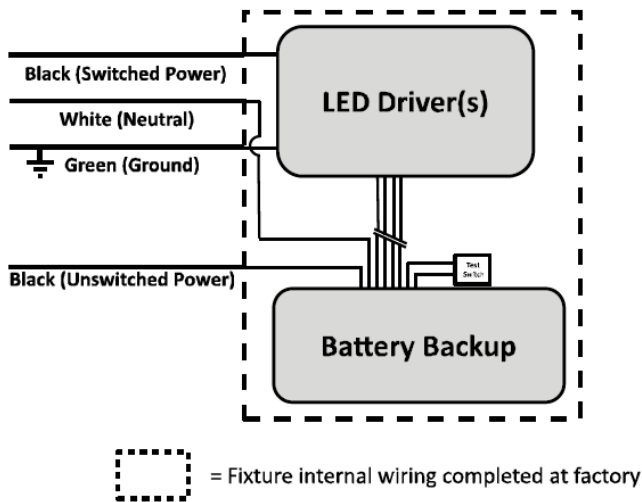 Black (Switched Power)
LED Driver(s)
White (Neutral)
Green (Ground)
Black (Unswitched Power)
Test
Switch
Battery Backup
= Fixture internal wiring completed at factory